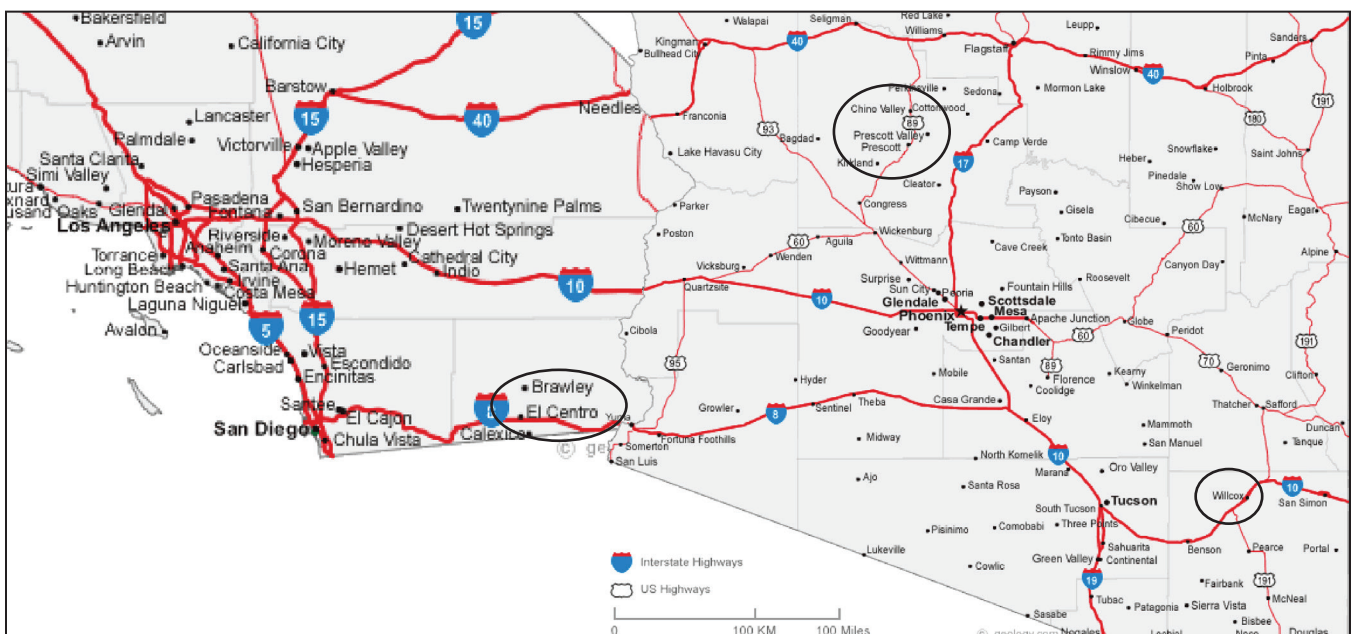 Bakersfield
Arvin
California City
15
Barstow
Needles
40
Lancaster
15
Palmdale
Victorville
Apple Valley
Hesperia
Santa Clarita
Simi Valley
Pasadena
Glenda
Fontana
San Bernardino
Twentynine Palms
Los Angeles
Riverside
Moreno Valley
Desert Hot Springs
Torrance
Anaheim
Corona
Cathedral City
Long Beach
Santa Ana
Hemet
Indio
Huntington Beach
Irvine
Costa Mesa
10
Laguna Niguel
Avalon
5
15
Oceanside
Vista
Carlsbad
Escondido
Encinitas
Brawley
Santee
El Cajon
8
El Centro
San Diego
Chula Vista
Calexico
Yuma
Walapai
Seligman
Red Lake
Leupp
Kingman
Bullhead City
40
Williams
Flagstaff
Rimmy Jims
Sanders
Pinta
Winslow
40
Holbrook
191
Franconia
93
Bagdad
Perkinsville
Sedona
Mormon Lake
Chino Valley
Cottonwood
89
180
Prescott Valley
Prescott
Camp Verde
Lake Havasu City
Kirkland
17
Heber
Snowflake
Saint Johns
Cleator
Payson
Pinedale
Show Low
Parker
Congress
Gisela
Cibecue
McNary
Eagar
Poston
60
Aguila
Wickenburg
Cave Creek
Tonto Basin
60
Alpine
Wenden
Vicksburg
Wittmann
Canyon Day
Quartzsite
Surprise
Sun City
Peoria
Fountain Hills
Roosevelt
10
Glendale
Scottsdale
Phoenix
Mesa
Cibola
Goodyear
Tempe
Gilbert
Apache Junction
Globe
Peridot
Chandler
60
191
95
Santan
89
70
Hyder
Mobile
Florence
Coolidge
Kearny
Winkelman
Geronimo
Clifton
Growler
Sentinel
Theba
Casa Grande
Thatcher
Safford
8
Eloy
Mammoth
Duncan
Fortuna Foothills
Midway
San Manuel
Tanque
Somerton
San Luis
North Komelik
10
Oro Valley
Marana
Ajo
Santa Rosa
Willcox
10
San Simon
South Tucson
Tucson
Pisinimo
Comobabi
Three Points
Lukeville
Sahuarita
Benson
Pearce
Portal
Cowlic
Green Valley
Continental
19
Fairbank
191
Tubac
Patagonia
Sierra Vista
McNeal
Sasabe
Bisbee
Nogales
Douglas
Interstate Highways
US Highways
0
100 KM
100 Miles
© geology.com